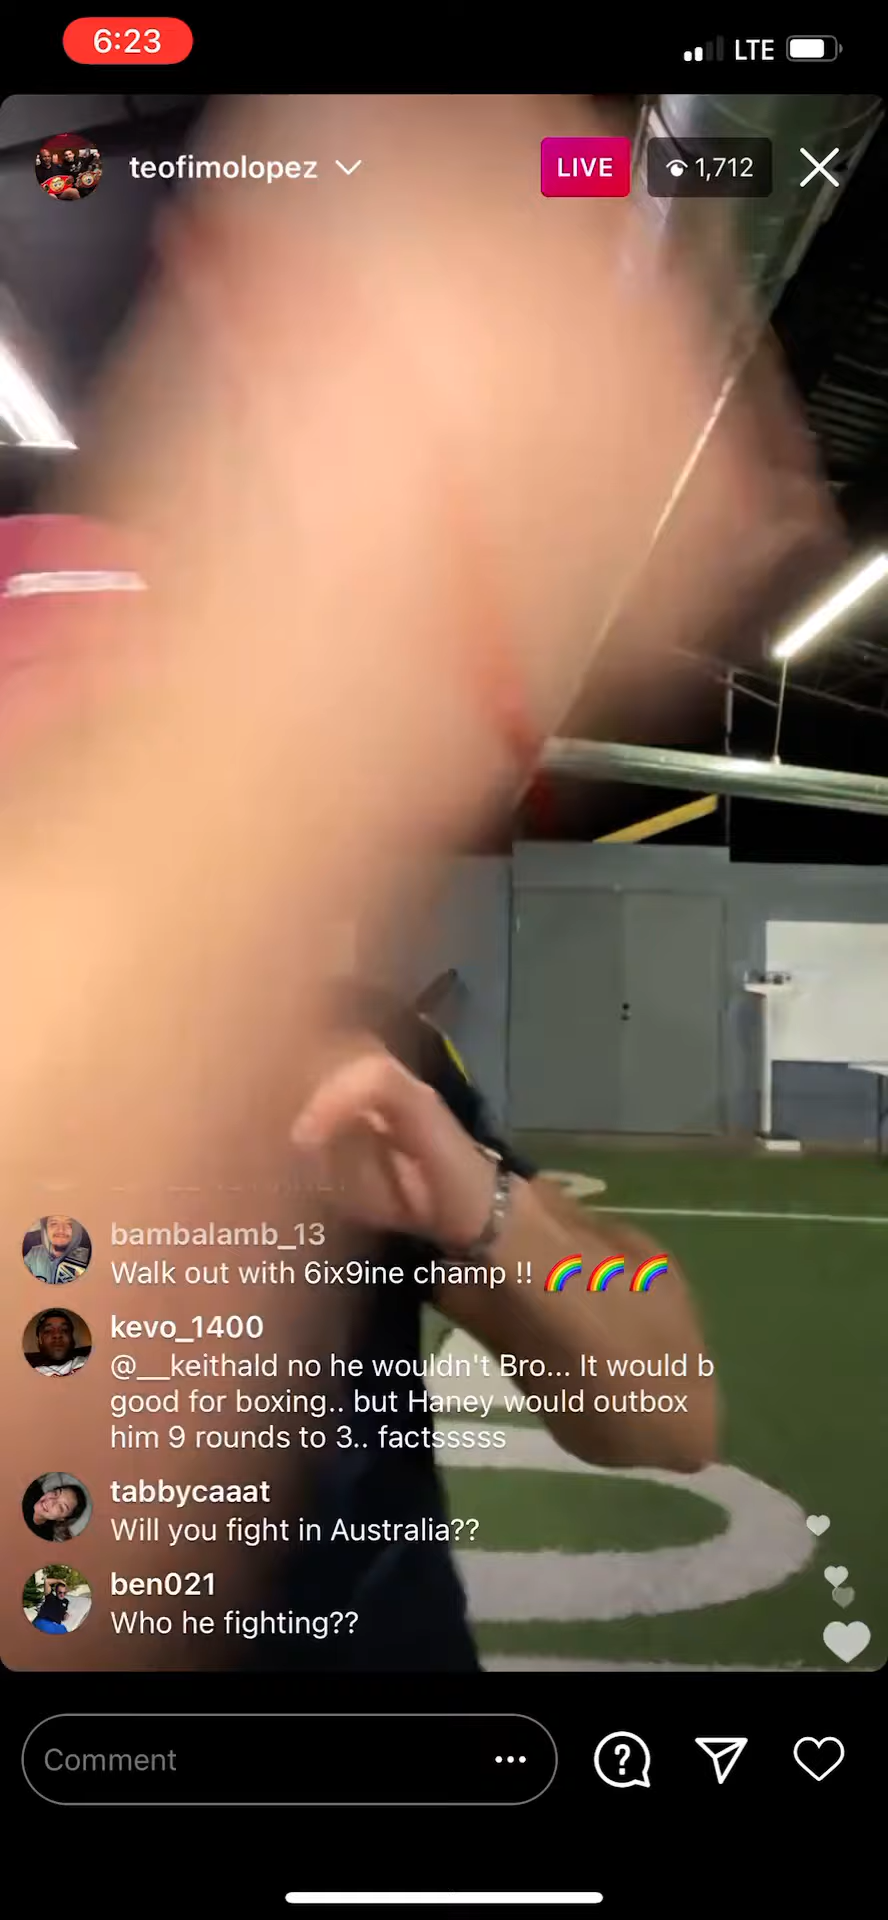 6:23
LTE
teofimolopez
LIVE
1,712
bambalamb_13
Walk out with 6ix9ine champ !! 🌈🌈🌈
kevo_1400
@__keithald no he wouldn't Bro... It would b
good for boxing.. but Haney would outbox
him 9 rounds to 3.. factsssss
tabbycaaat
Will you fight in Australia??
ben021
Who he fighting??
Comment